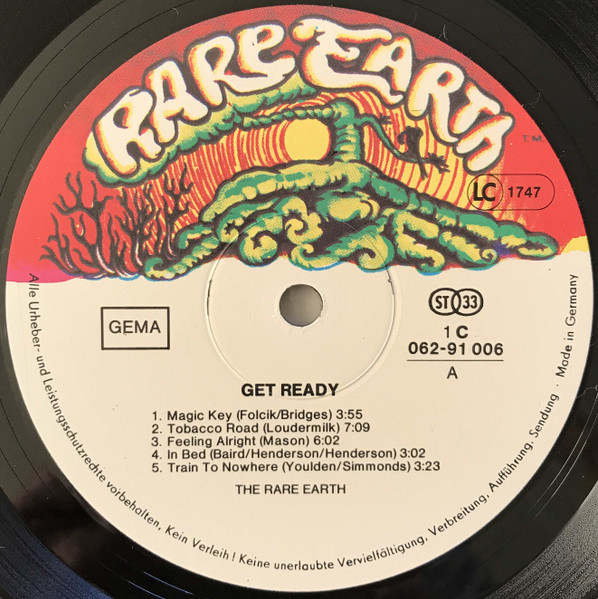 RARE EARTH
T.M.
LC 1747
GEMA
ST 33
1 C
062-91 006
A
GET READY
1. Magic Key (Folcik/Bridges) 3:55
2. Tobacco Road (Loudermilk) 7:09
3. Feeling Alright (Mason) 6:02
4. In Bed (Baird/Henderson/Henderson) 3:02
5. Train To Nowhere (Youlden/Simmonds) 3:23
THE RARE EARTH
Alle Urheber- und Leistungsschutzrechte vorbehalten. Kein Verleih! Keine unerlaubte Vervielfältigung, Verbreitung, Aufführung, Sendung · Made in Germany